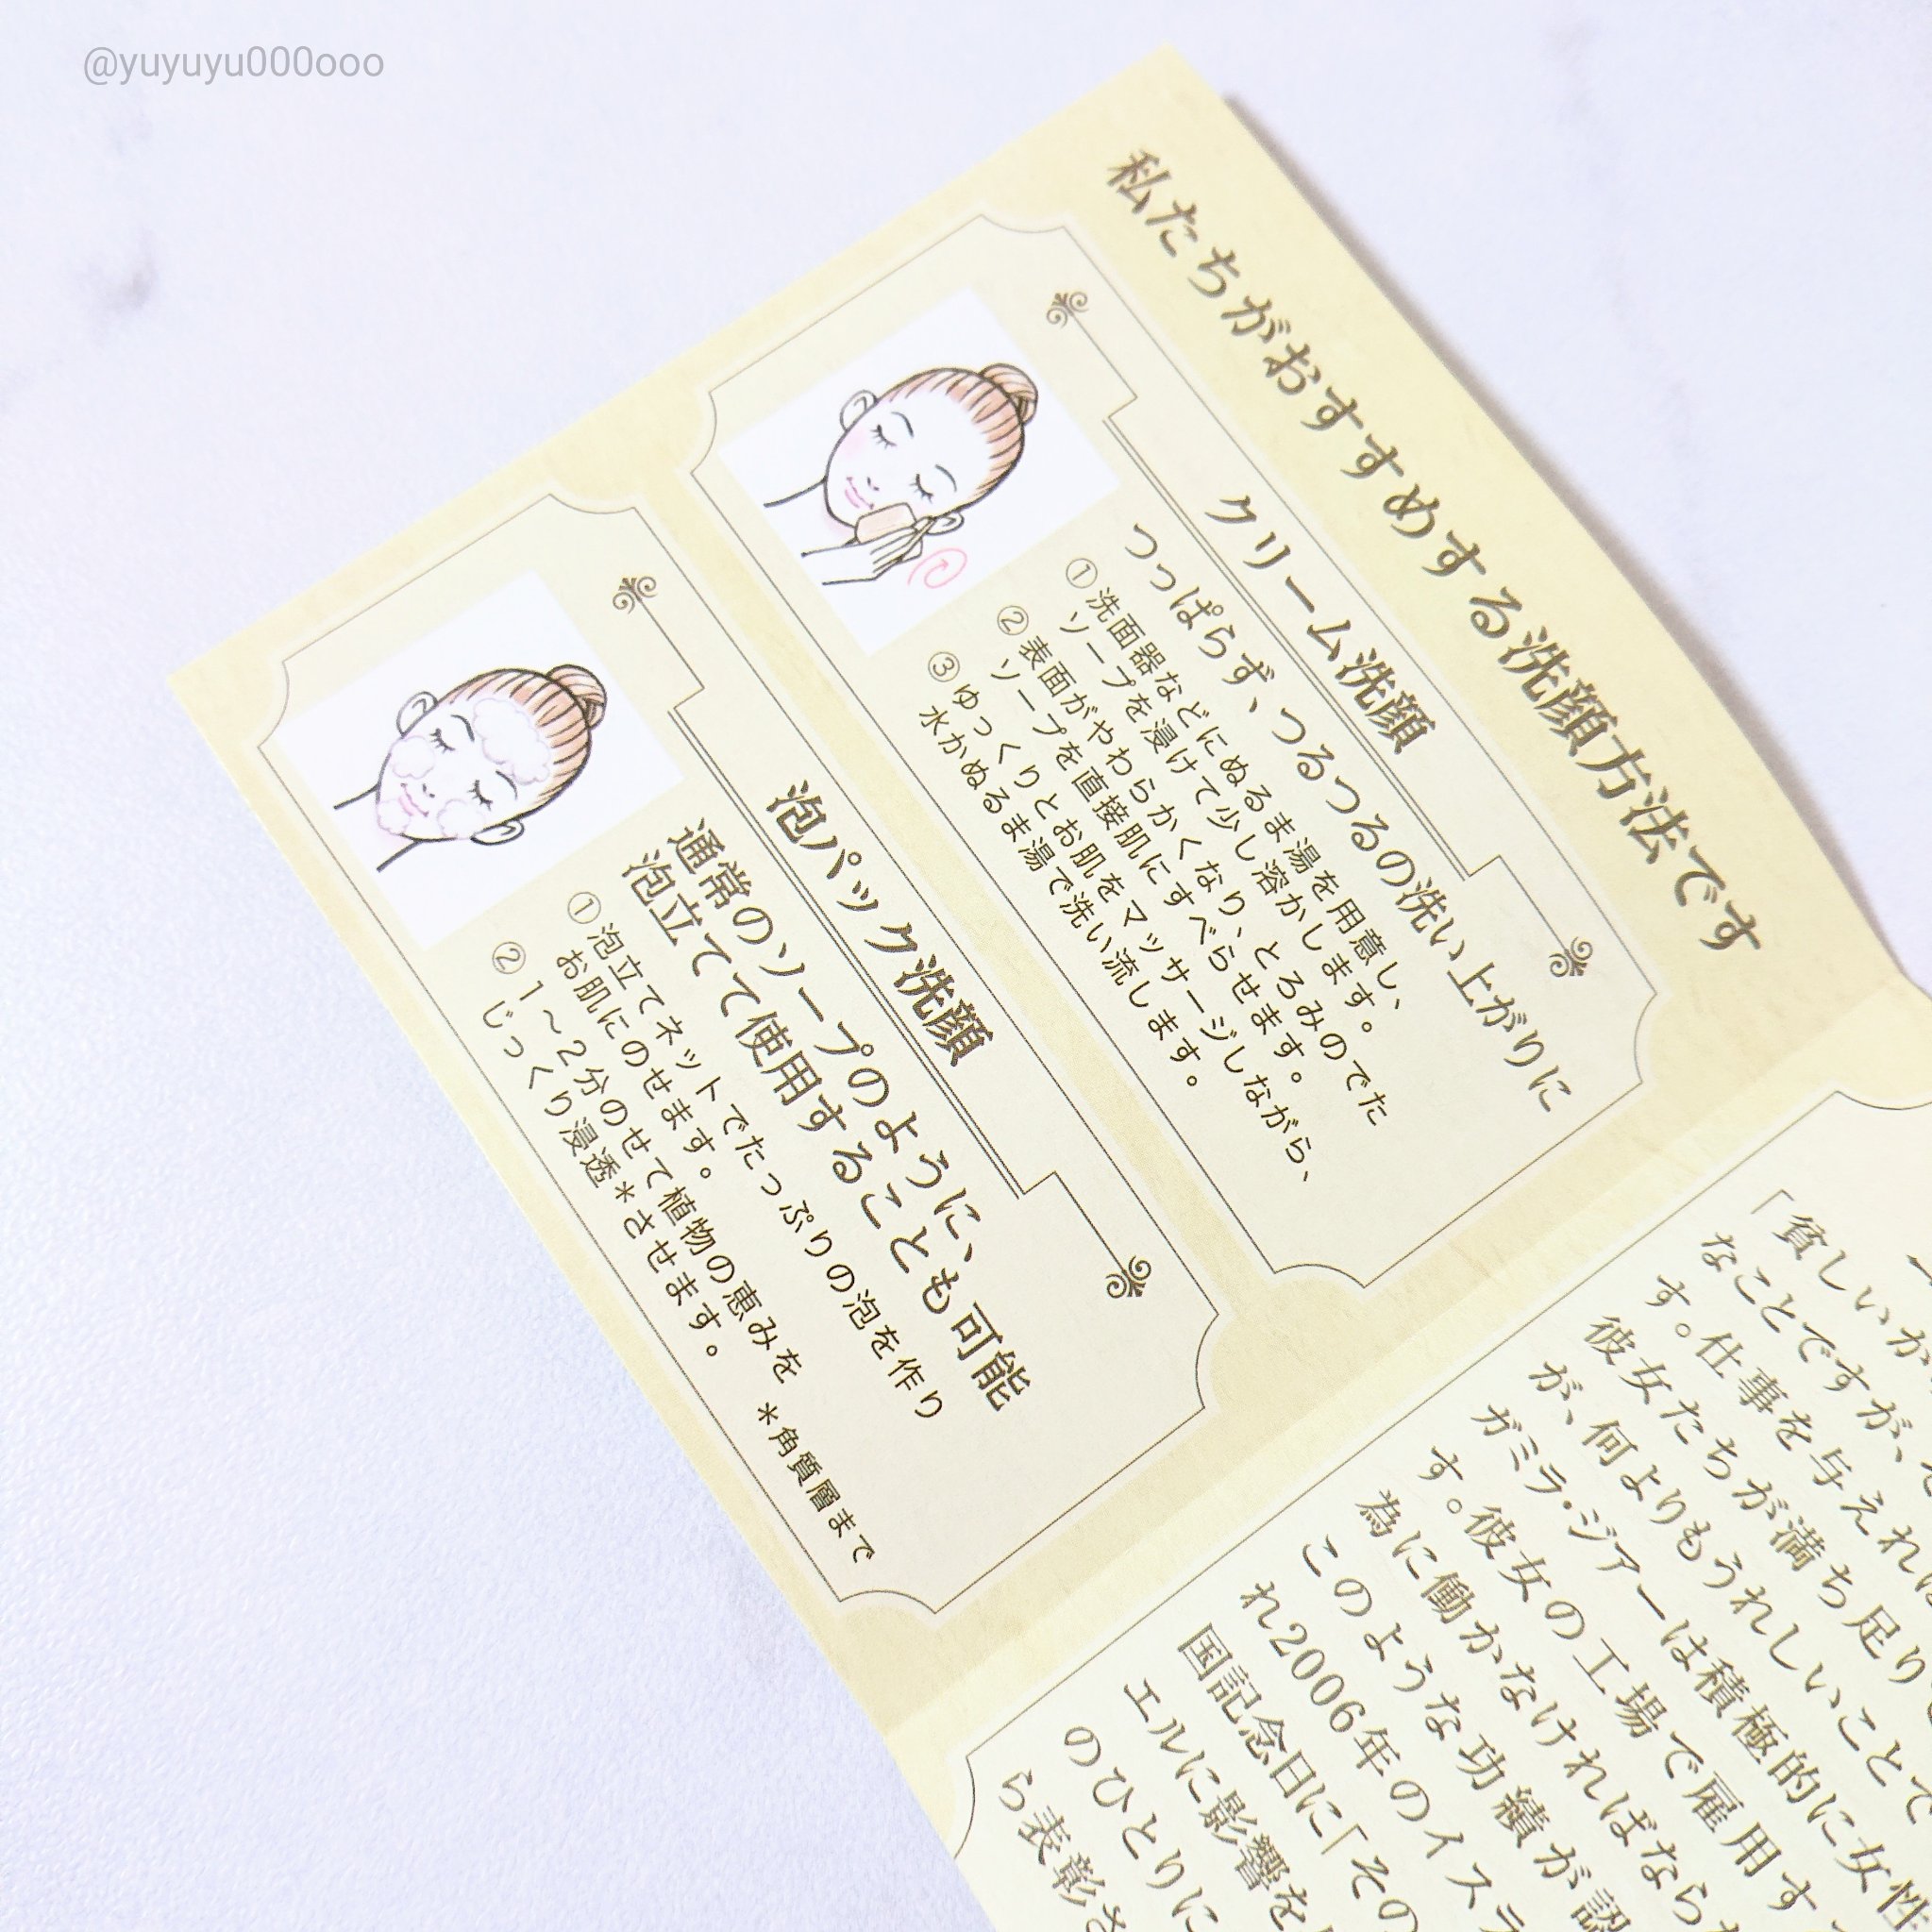 @yuyuyu000ooo
私たちがおすすめする洗顔方法です
クリーム洗顔
つっぱらず、つるつるの洗い上がりに
①洗面器などにぬるま湯を用意し、
ソープを浸けて少し溶かします。
②表面がやわらかくなり、とろみのでた
ソープを直接肌にすべらせます。
③ゆっくりとお肌をマッサージしながら、
水かぬるま湯で洗い流します。
泡パック洗顔
通常のソープのように、
泡立てて使用することも可能
①泡立てネットでたっぷりの泡を作り
お肌にのせます。
②1〜2分のせて植物の恵みを
じっくり浸透*させます。
*角質層まで
「貧しいか
なことですが、
す。仕事を与えれば
彼女たちが満ち足り
が、何よりもうれしいことで
ガミラ・ジアーは積極的に女性
す。彼女の工場で雇用す
為に働かなければなら
このような功績が認
れ2006年のイスラ
国記念日に「その
エルに影響を
のひとりに
ら表彰さ